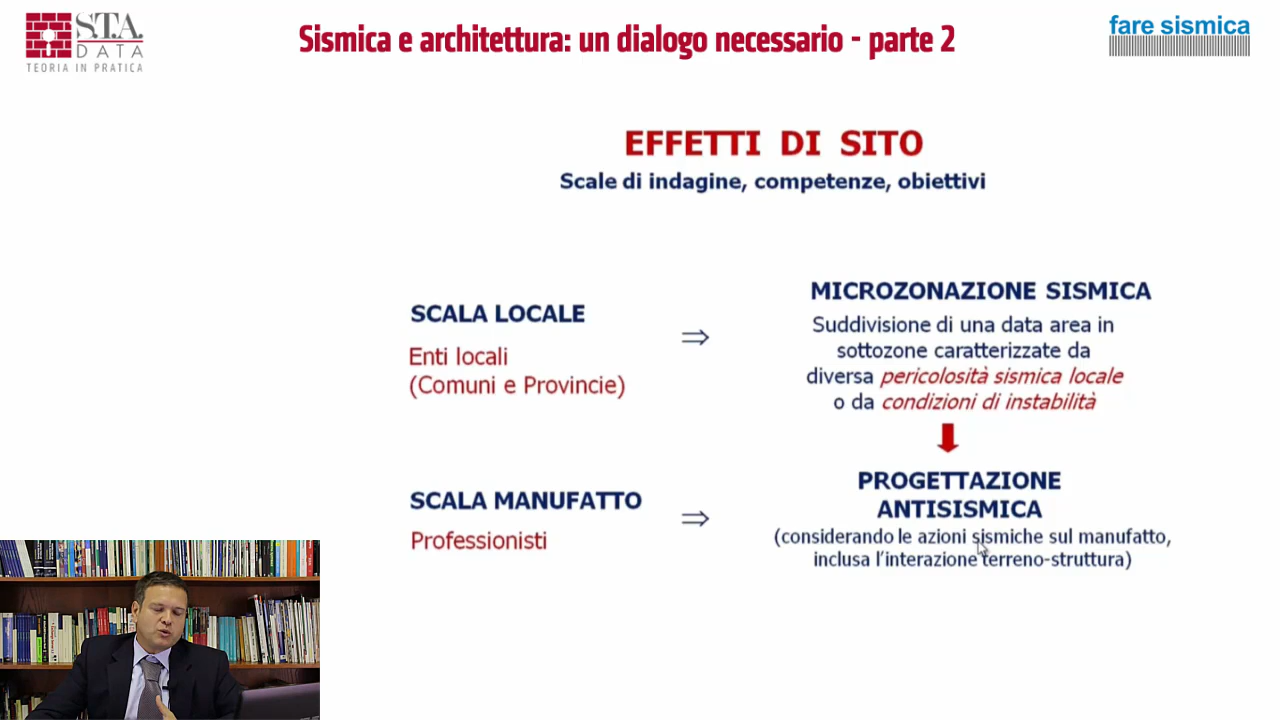 S.T.A.
DATA
TEORIA IN PRATICA
Sismica e architettura: un dialogo necessario - parte 2
fare sismica
EFFETTI DI SITO
Scale di indagine, competenze, obiettivi
SCALA LOCALE
Enti locali
(Comuni e Provincie)
⇒
MICROZONAZIONE SISMICA
Suddivisione di una data area in
sottozone caratterizzate da
diversa pericolosità sismica locale
o da condizioni di instabilità
SCALA MANUFATTO
Professionisti
⇒
PROGETTAZIONE
ANTISISMICA
(considerando le azioni sismiche sul manufatto,
inclusa l'interazione terreno-struttura)